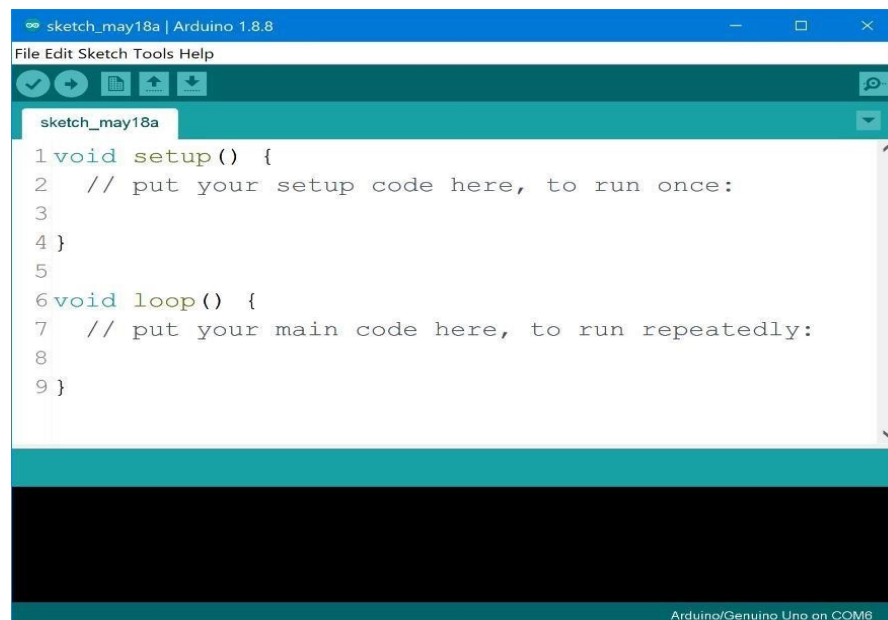 sketch_may18a | Arduino 1.8.8
File Edit Sketch Tools Help
sketch_may18a
1 void setup() {
2   // put your setup code here, to run once:
3
4 }
5
6 void loop() {
7   // put your main code here, to run repeatedly:
8
9 }
Arduino/Genuino Uno on COM6